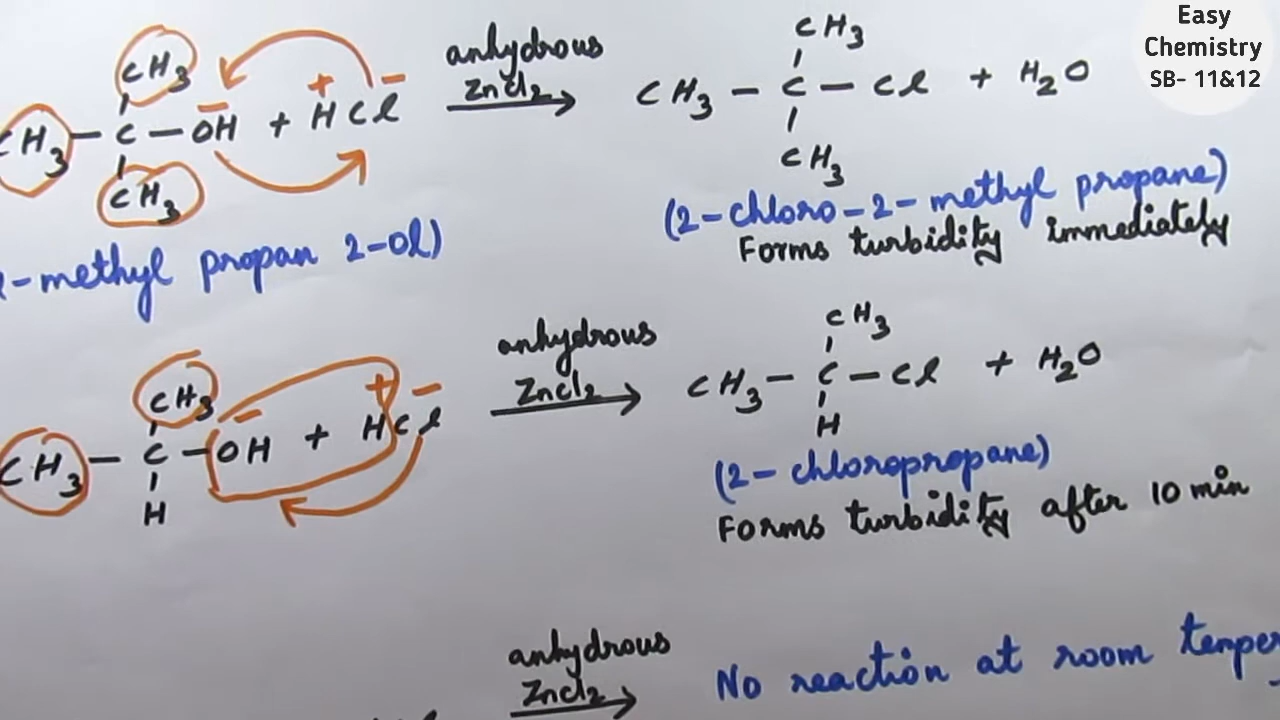 Easy
Chemistry
SB- 11&12
CH3
CH3 - C - OH + HCl
CH3
anhydrous
ZnCl2
CH3
CH3 - C - Cl + H2O
CH3
-methyl propan 2-ol)
(2-chloro-2-methyl propane)
Forms turbidity immediately
CH3
CH3 - C - OH + HCl
H
anhydrous
ZnCl2
CH3
CH3 - C - Cl + H2O
H
(2-chloropropane)
Forms turbidity after 10 min
anhydrous
ZnCl2
No reaction at room